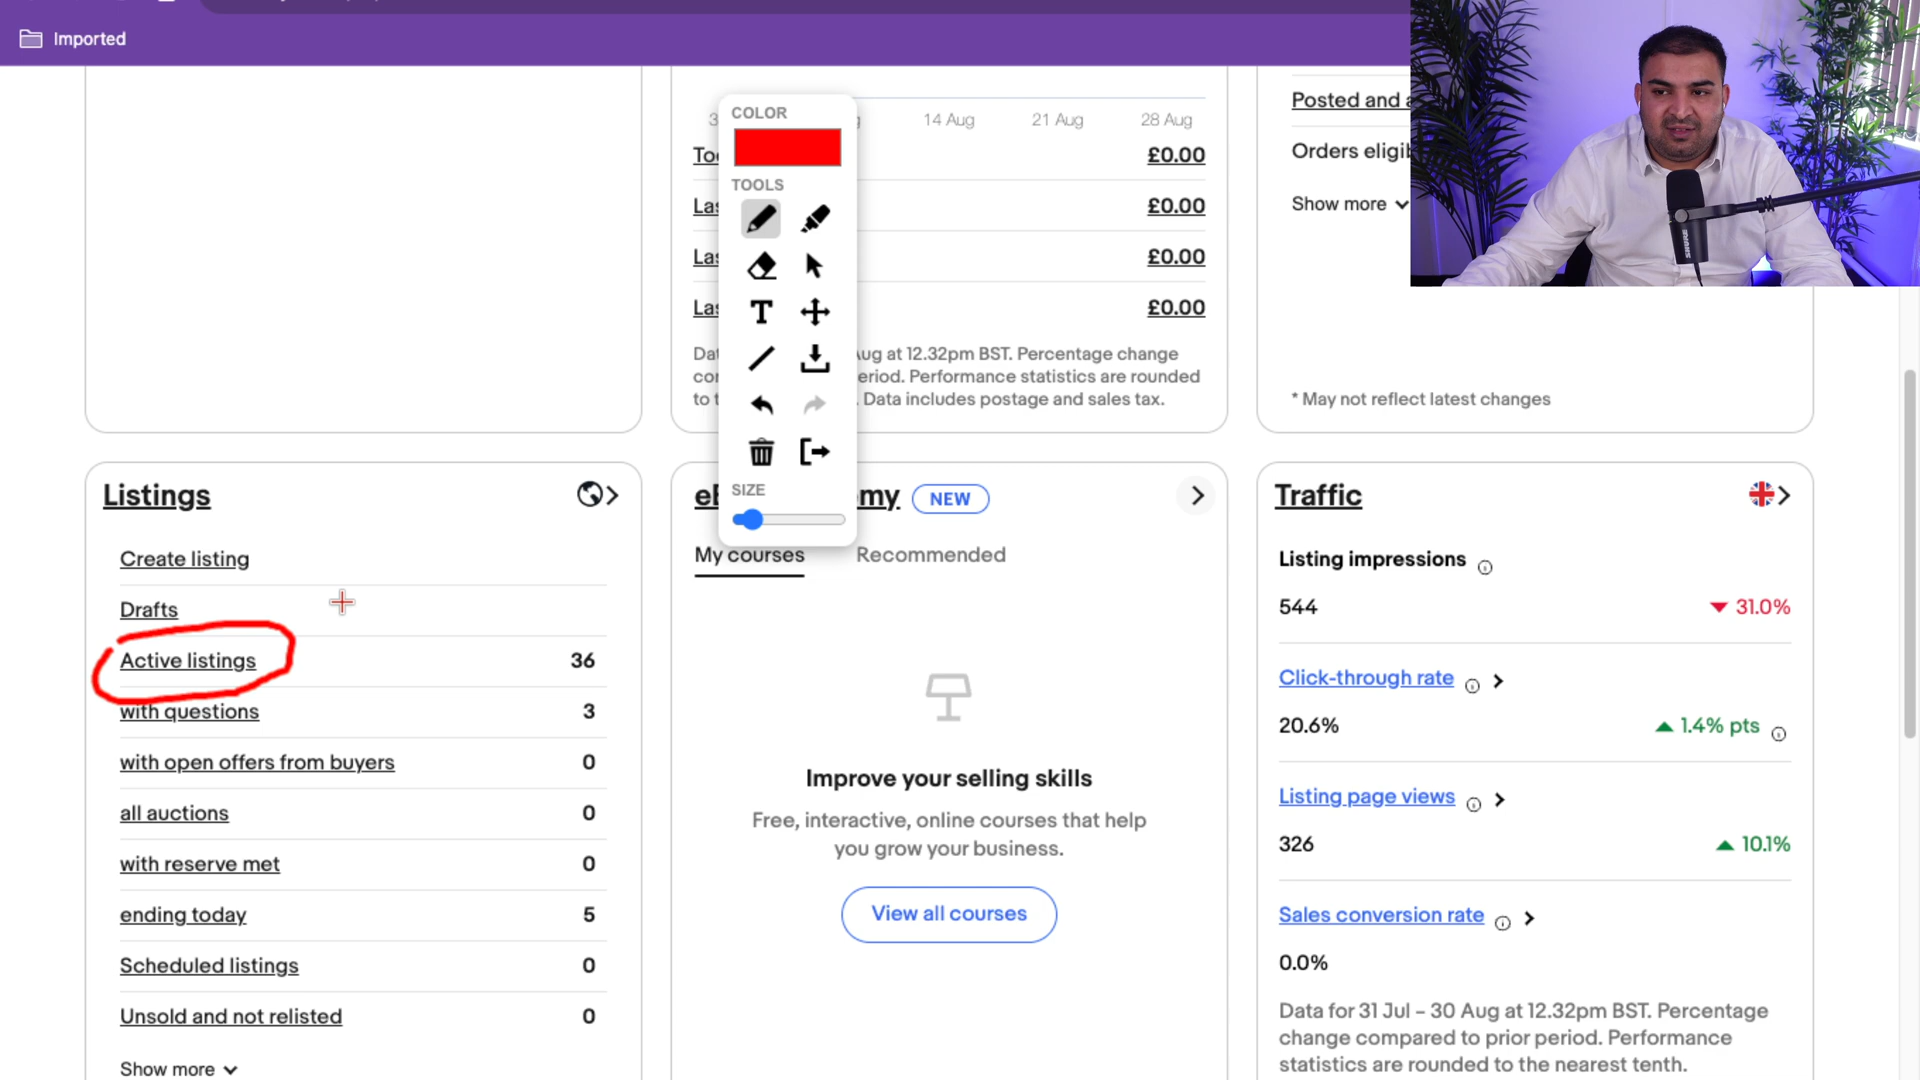 Imported
COLOR
TOOLS
SIZE
14 Aug
21 Aug
28 Aug
£0.00
£0.00
£0.00
£0.00
ug at 12.32pm BST. Percentage change
eriod. Performance statistics are rounded
. Data includes postage and sales tax.
Posted and
Orders
Show more
* May not reflect latest changes
Listings
Create listing
Drafts
Active listings 36
with questions 3
with open offers from buyers 0
all auctions 0
with reserve met 0
ending today 5
Scheduled listings 0
Unsold and not relisted 0
Show more
my NEW
My courses Recommended
Improve your selling skills
Free, interactive, online courses that help
you grow your business.
View all courses
Traffic
Listing impressions
544 31.0%
Click-through rate
20.6% 1.4% pts
Listing page views
326 10.1%
Sales conversion rate
0.0%
Data for 31 Jul – 30 Aug at 12.32pm BST. Percentage
change compared to prior period. Performance
statistics are rounded to the nearest tenth.
SHURE